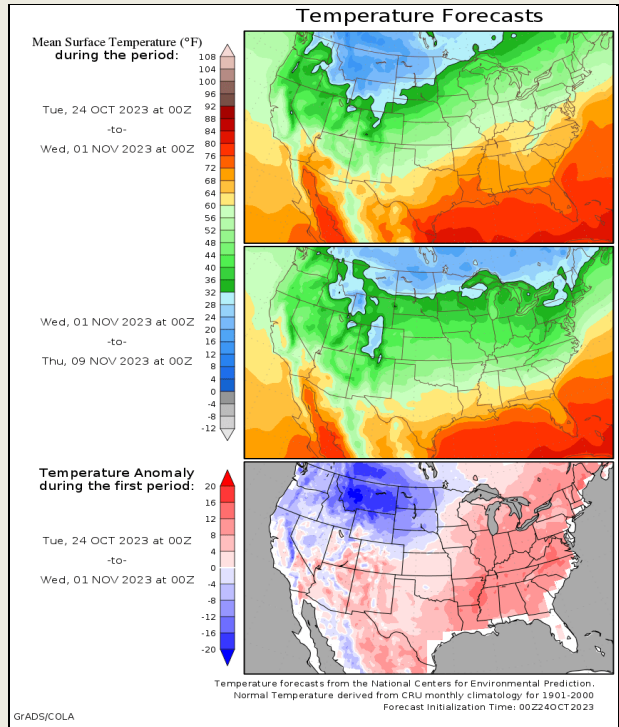 Temperature Forecasts
Mean Surface Temperature (°F)
during the period:
108
104
100
96
92
88
84
80
76
72
68
64
60
56
52
48
44
40
36
32
28
24
20
16
12
8
4
0
-4
-8
-12
Tue, 24 OCT 2023 at 00Z
-to-
Wed, 01 NOV 2023 at 00Z
Wed, 01 NOV 2023 at 00Z
-to-
Thu, 09 NOV 2023 at 00Z
Temperature Anomaly
during the first period:
20
16
12
8
4
0
-4
-8
-12
-16
-20
Tue, 24 OCT 2023 at 00Z
-to-
Wed, 01 NOV 2023 at 00Z
Temperature forecasts from the National Centers for Environmental Prediction.
Normal Temperature derived from CRU monthly climatology for 1901-2000
Forecast Initialization Time: 00Z24OCT2023
GrADS/COLA